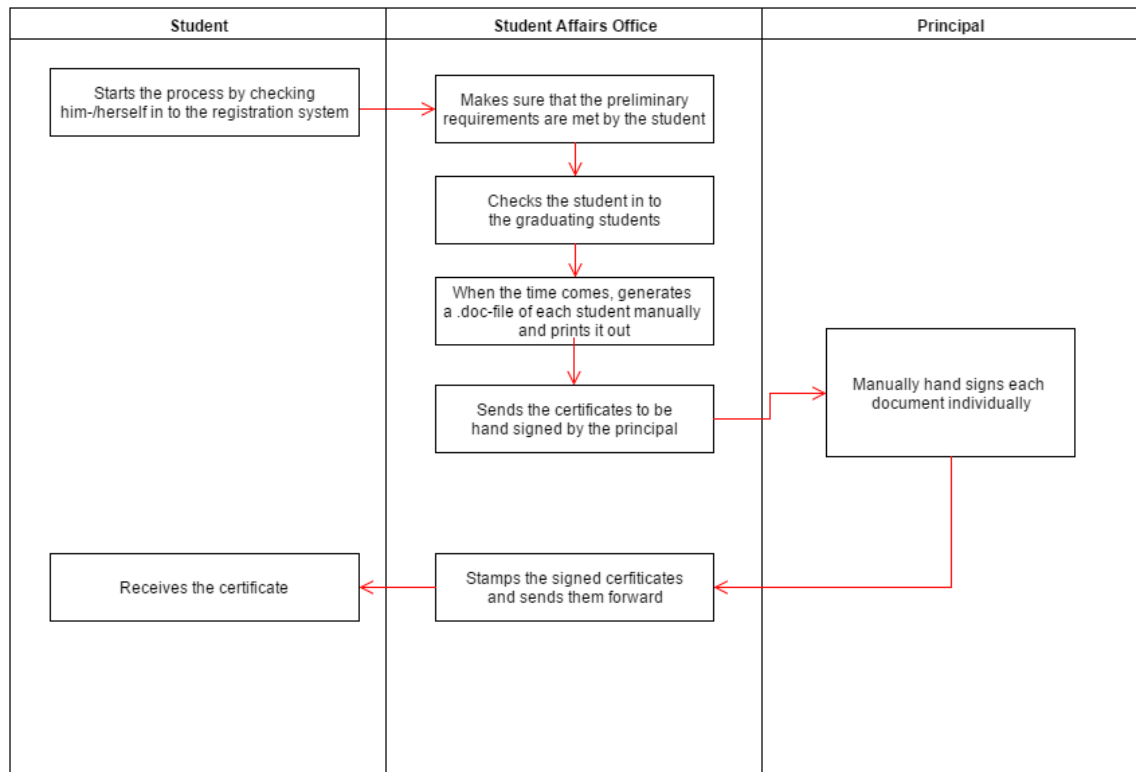 Student
Student Affairs Office
Principal
Starts the process by checking
him-/herself in to the registration system
Makes sure that the preliminary
requirements are met by the student
Checks the student in to
the graduating students
When the time comes, generates
a .doc-file of each student manually
and prints it out
Sends the certificates to be
hand signed by the principal
Manually hand signs each
document individually
Stamps the signed cerfiticates
and sends them forward
Receives the certificate